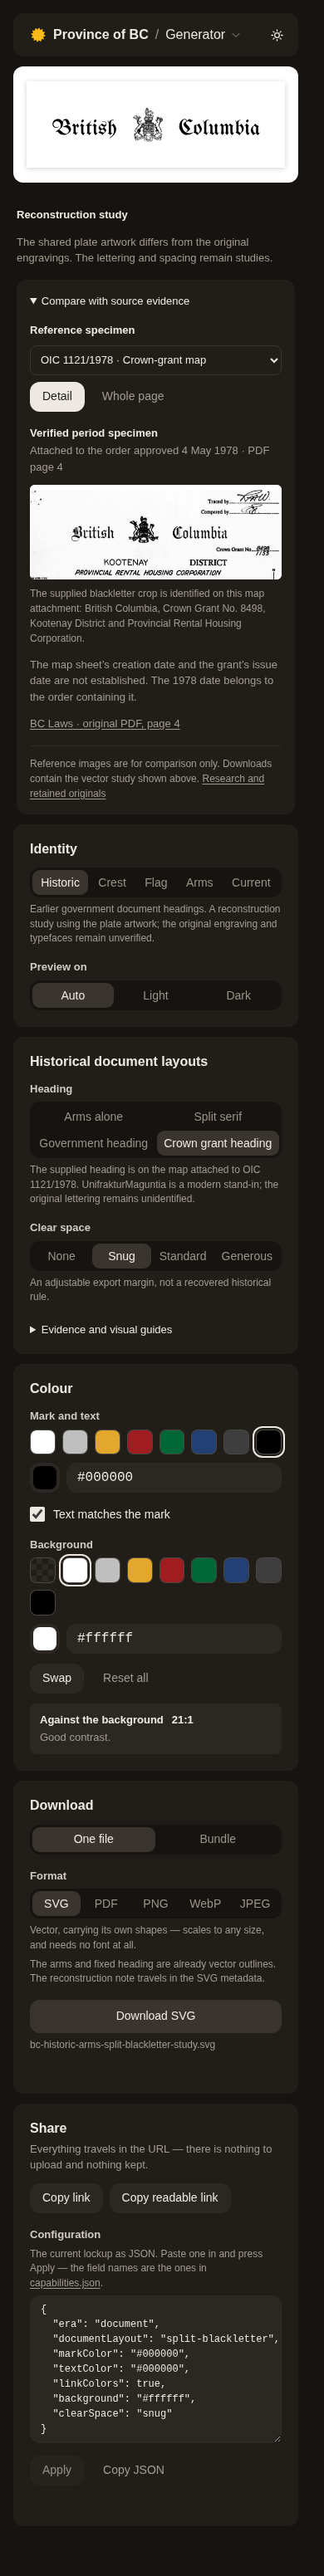 Province of BC / Generator
British Columbia
Reconstruction study
The shared plate artwork differs from the original
engravings. The lettering and spacing remain studies.
Compare with source evidence
Reference specimen
OIC 1121/1978 · Crown-grant map
Detail Whole page
Verified period specimen
Attached to the order approved 4 May 1978 · PDF
page 4
Traced by
Compared by
British Columbia
Crown Grant No.
KOOTENAY DISTRICT
PROVINCIAL RENTAL HOUSING CORPORATION
The supplied blackletter crop is identified on this map
attachment: British Columbia, Crown Grant No. 8498,
Kootenay District and Provincial Rental Housing
Corporation.
The map sheet's creation date and the grant's issue
date are not established. The 1978 date belongs to
the order containing it.
BC Laws · original PDF, page 4
Reference images are for comparison only. Downloads
contain the vector study shown above. Research and
retained originals
Identity
Historic Crest Flag Arms Current
Earlier government document headings. A reconstruction
study using the plate artwork; the original engraving and
typefaces remain unverified.
Preview on
Auto Light Dark
Historical document layouts
Heading
Arms alone Split serif
Government heading Crown grant heading
The supplied heading is on the map attached to OIC
1121/1978. UnifrakturMaguntia is a modern stand-in; the
original lettering remains unidentified.
Clear space
None Snug Standard Generous
An adjustable export margin, not a recovered historical
rule.
Evidence and visual guides
Colour
Mark and text
#000000
Text matches the mark
Background
#ffffff
Swap Reset all
Against the background 21:1
Good contrast.
Download
One file Bundle
Format
SVG PDF PNG WebP JPEG
Vector, carrying its own shapes — scales to any size,
and needs no font at all.
The arms and fixed heading are already vector outlines.
The reconstruction note travels in the SVG metadata.
Download SVG
bc-historic-arms-split-blackletter-study.svg
Share
Everything travels in the URL — there is nothing to
upload and nothing kept.
Copy link Copy readable link
Configuration
The current lockup as JSON. Paste one in and press
Apply — the field names are the ones in
capabilities.json.
{
"era": "document",
"documentLayout": "split-blackletter",
"markColor": "#000000",
"textColor": "#000000",
"linkColors": true,
"background": "#ffffff",
"clearSpace": "snug"
}
Apply Copy JSON